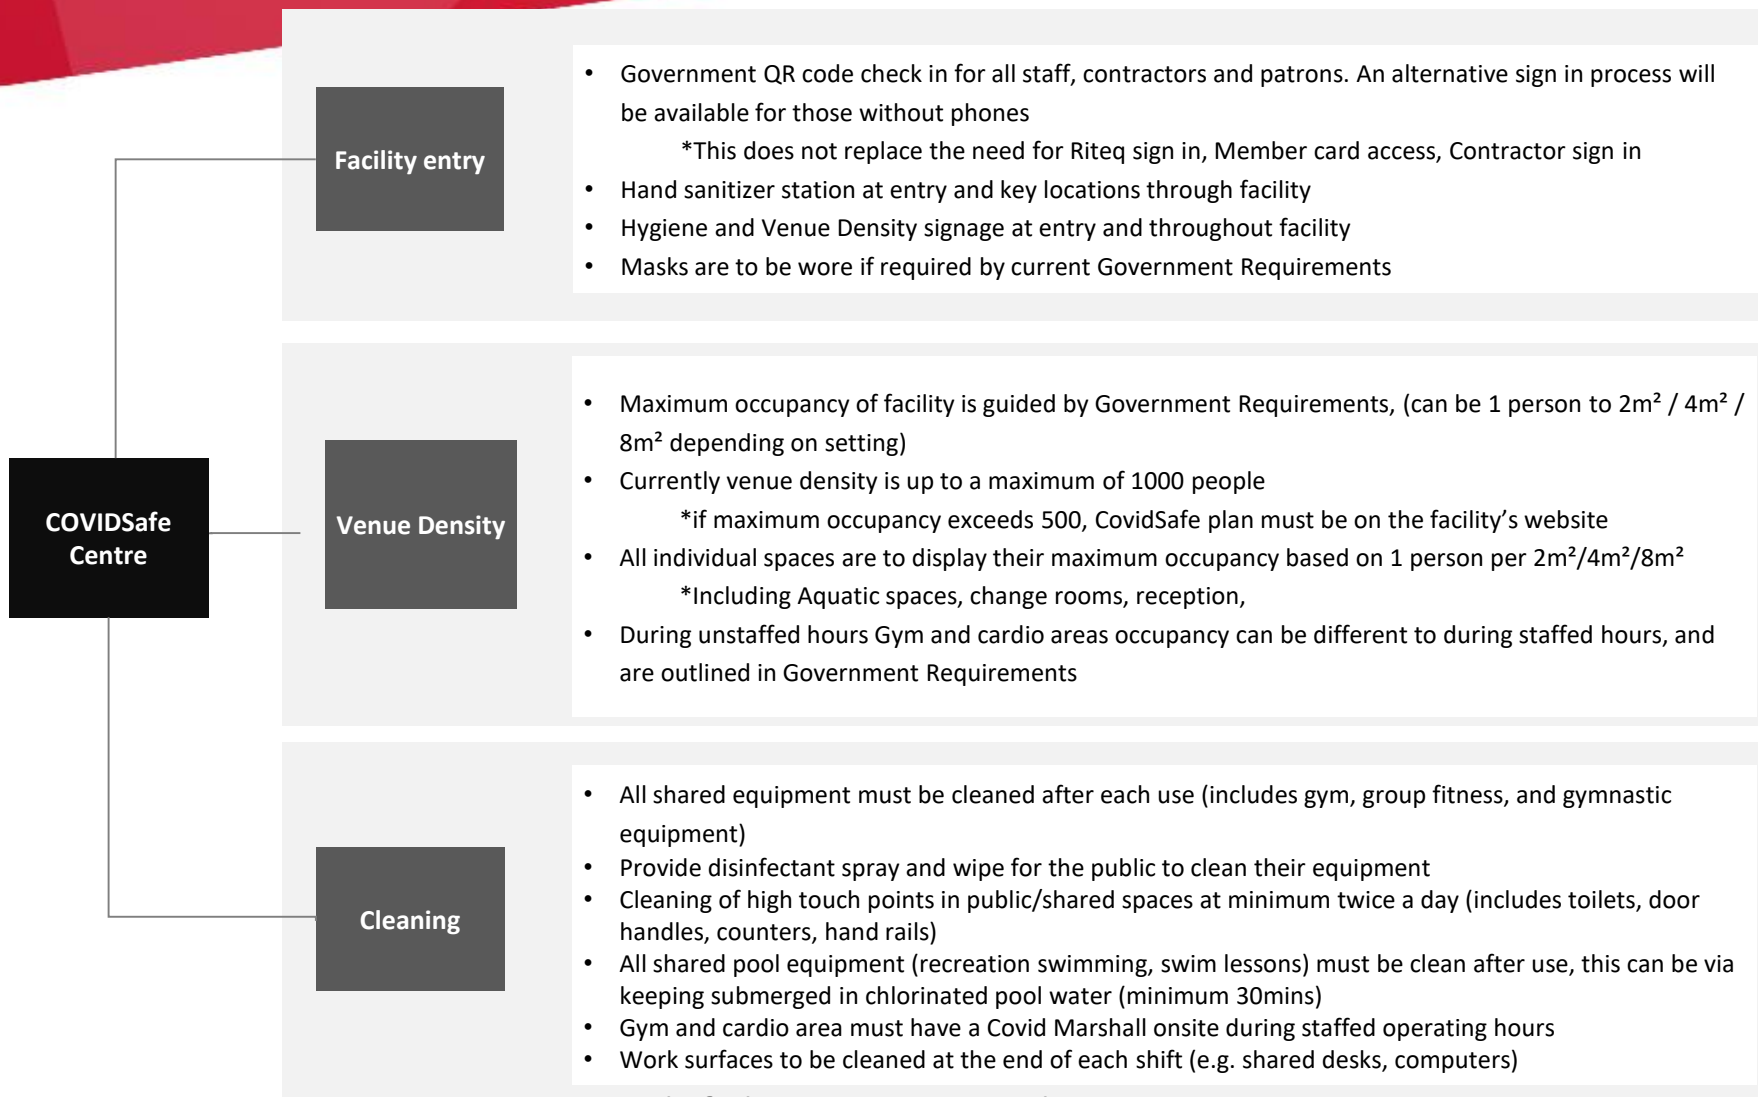 Facility entry
• Government QR code check in for all staff, contractors and patrons. An alternative sign in process will
be available for those without phones
*This does not replace the need for Riteq sign in, Member card access, Contractor sign in
• Hand sanitizer station at entry and key locations through facility
• Hygiene and Venue Density signage at entry and throughout facility
• Masks are to be wore if required by current Government Requirements
COVIDSafe
Centre
Venue Density
• Maximum occupancy of facility is guided by Government Requirements, (can be 1 person to 2m² / 4m² /
8m² depending on setting)
• Currently venue density is up to a maximum of 1000 people
*if maximum occupancy exceeds 500, CovidSafe plan must be on the facility’s website
• All individual spaces are to display their maximum occupancy based on 1 person per 2m²/4m²/8m²
*Including Aquatic spaces, change rooms, reception,
• During unstaffed hours Gym and cardio areas occupancy can be different to during staffed hours, and
are outlined in Government Requirements
Cleaning
• All shared equipment must be cleaned after each use (includes gym, group fitness, and gymnastic
equipment)
• Provide disinfectant spray and wipe for the public to clean their equipment
• Cleaning of high touch points in public/shared spaces at minimum twice a day (includes toilets, door
handles, counters, hand rails)
• All shared pool equipment (recreation swimming, swim lessons) must be clean after use, this can be via
keeping submerged in chlorinated pool water (minimum 30mins)
• Gym and cardio area must have a Covid Marshall onsite during staffed operating hours
• Work surfaces to be cleaned at the end of each shift (e.g. shared desks, computers)